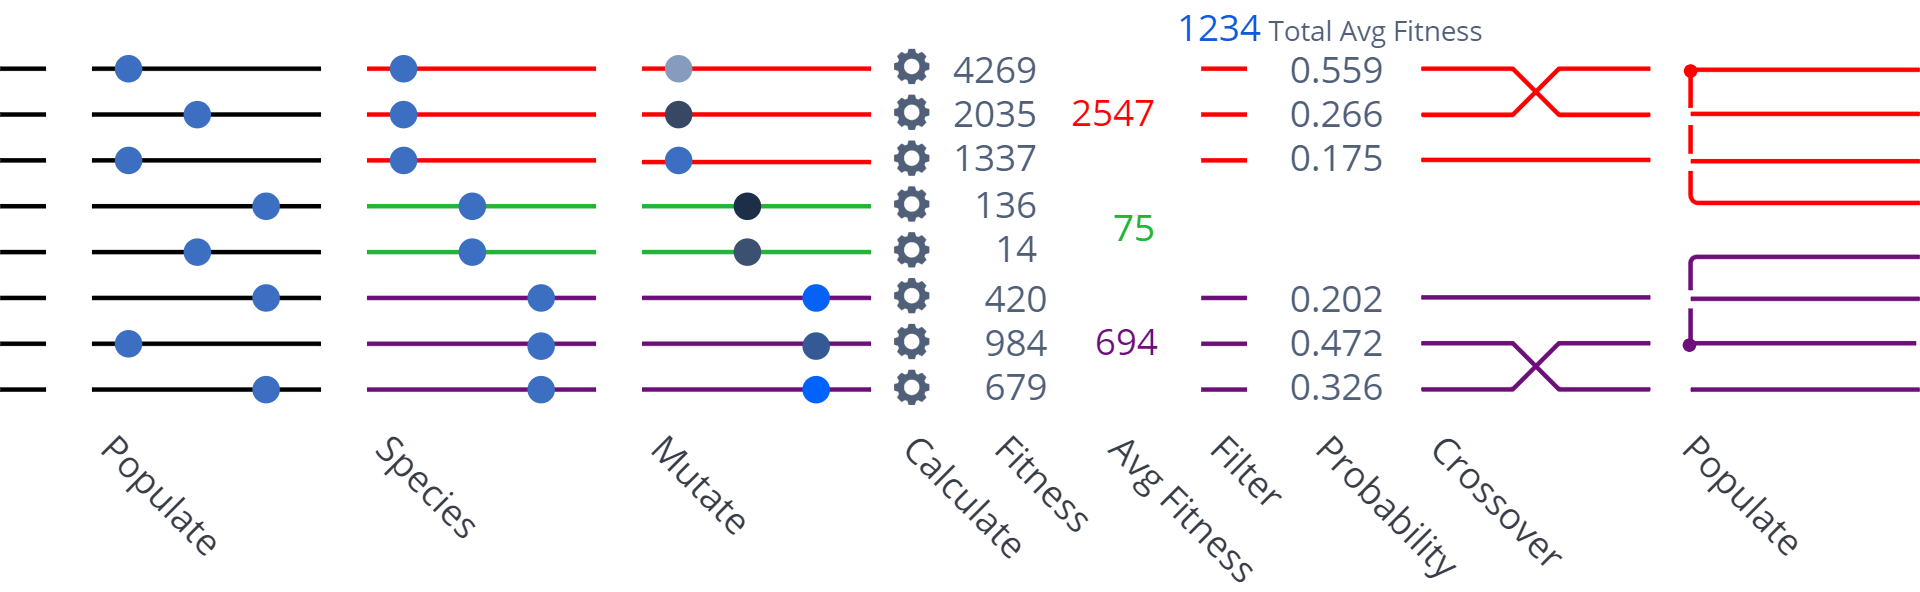 1234 Total Avg Fitness
4269 0.559
2035 2547 0.266
1337 0.175
136
75
14
420 0.202
984 694 0.472
679 0.326
Populate
Species
Mutate
Calculate
Fitness
Avg Fitness
Filter
Probability
Crossover
Populate